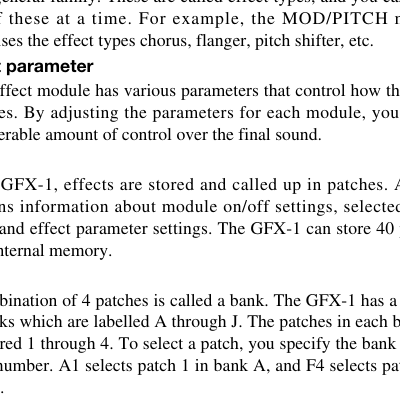 general family. These are called effect types, and you ca
f these at a time. For example, the MOD/PITCH
ses the effect types chorus, flanger, pitch shifter, etc.
parameter
ffect module has various parameters that control how th
es. By adjusting the parameters for each module, you
erable amount of control over the final sound.
GFX-1, effects are stored and called up in patches. A
ns information about module on/off settings, selected
and effect parameter settings. The GFX-1 can store 40
nternal memory.
bination of 4 patches is called a bank. The GFX-1 has a
ks which are labelled A through J. The patches in each b
red 1 through 4. To select a patch, you specify the bank
number. A1 selects patch 1 in bank A, and F4 selects pa
.